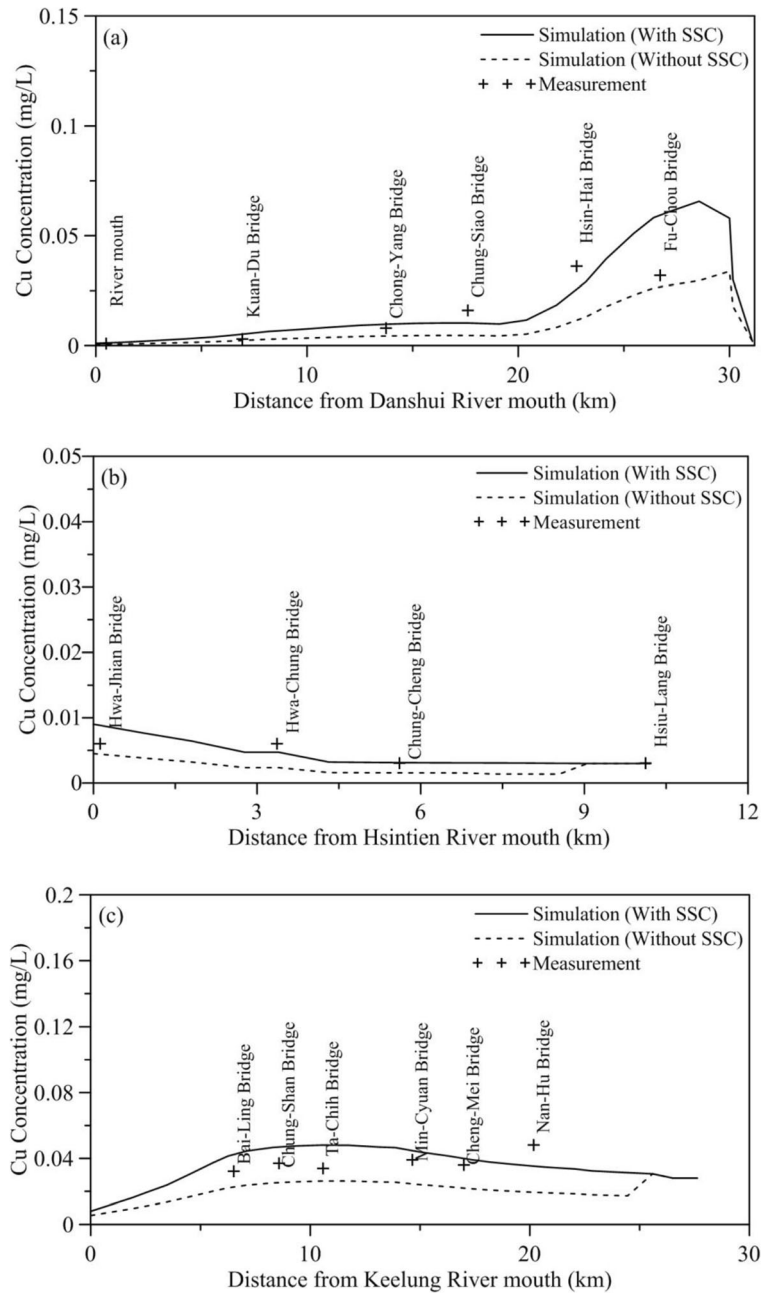 0.15
(a)
Simulation (With SSC)
Simulation (Without SSC)
+ + + Measurement
Cu Concentration (mg/L)
0.1
0.05
0
River mouth
Kuan-Du Bridge
Chong-Yang Bridge
Chung-Siao Bridge
Hsin-Hai Bridge
Fu-Chou Bridge
0 10 20 30
Distance from Danshui River mouth (km)
0.05
(b)
Simulation (With SSC)
Simulation (Without SSC)
+ + + Measurement
Cu Concentration (mg/L)
0.04
0.03
0.02
0.01
0
Hwa-Jhian Bridge
Hwa-Chung Bridge
Chung-Cheng Bridge
Hsiu-Lang Bridge
0 3 6 9 12
Distance from Hsintien River mouth (km)
0.2
(c)
Simulation (With SSC)
Simulation (Without SSC)
+ + + Measurement
Cu Concentration (mg/L)
0.16
0.12
0.08
0.04
0
Bai-Ling Bridge
Chung-Shan Bridge
Ta-Chih Bridge
Min-Cyuan Bridge
Cheng-Mei Bridge
Nan-Hu Bridge
0 10 20 30
Distance from Keelung River mouth (km)